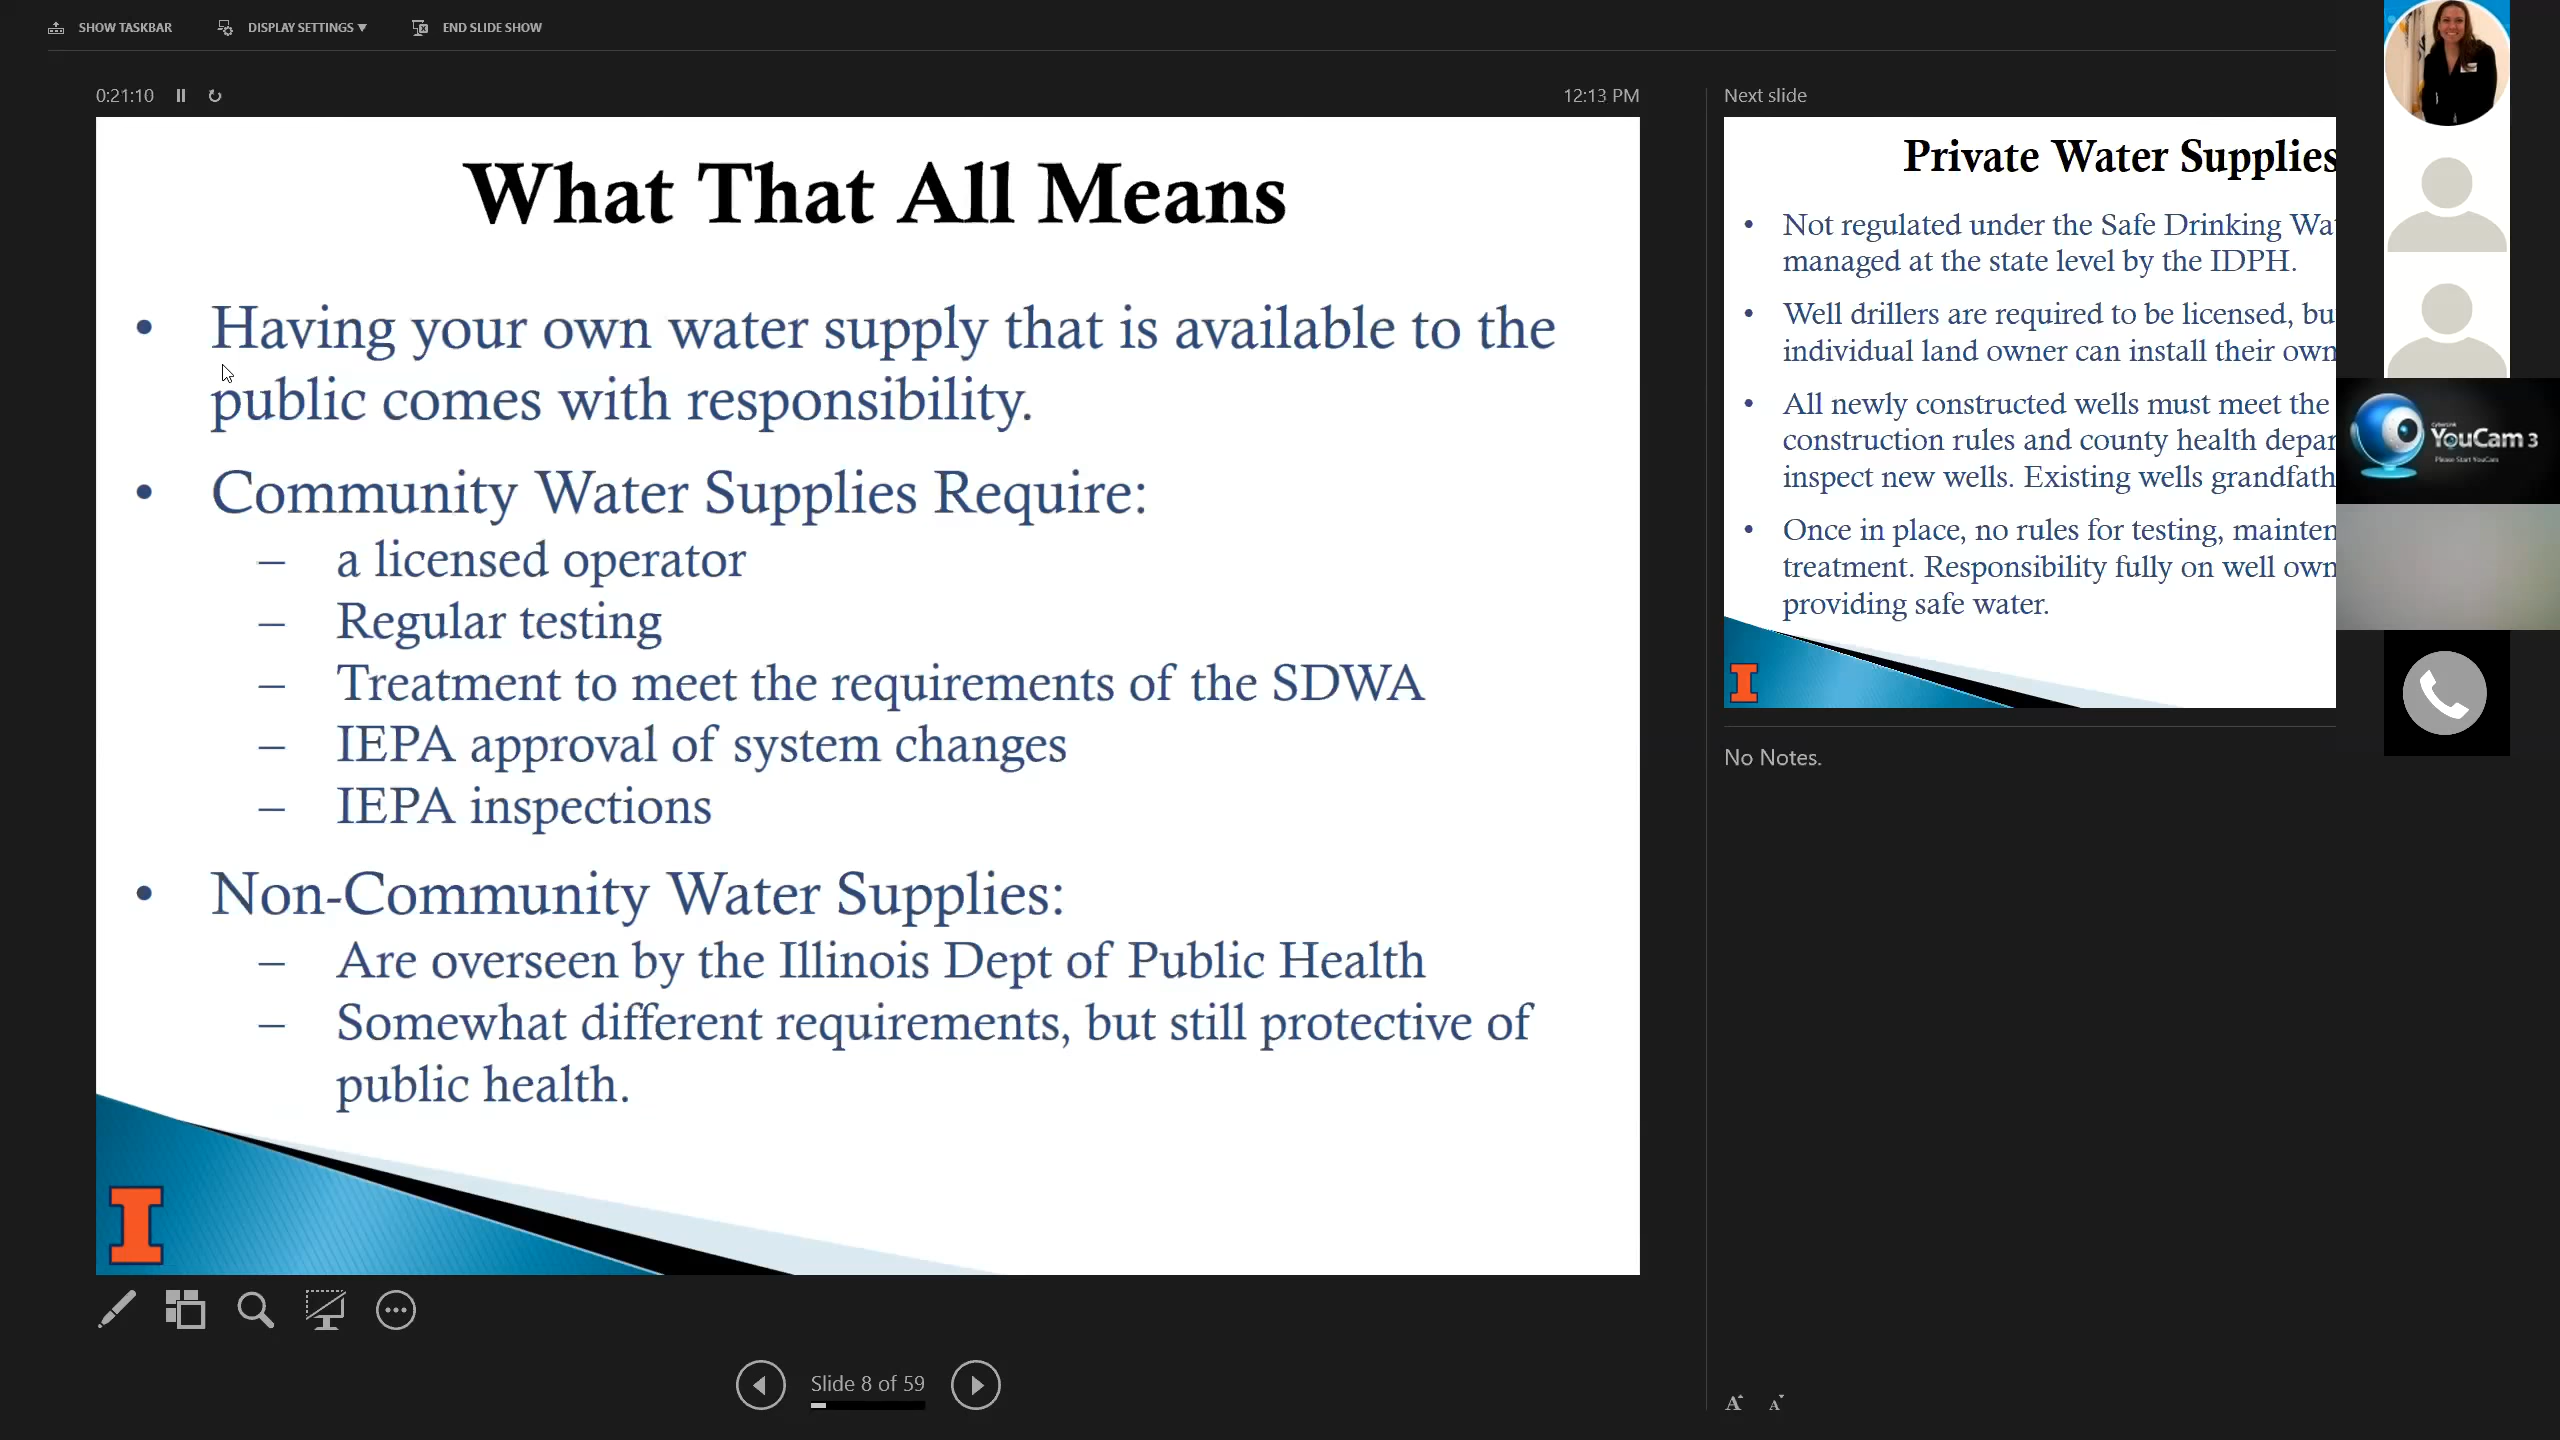 SHOW TASKBAR
DISPLAY SETTINGS ▼
END SLIDE SHOW
0:21:10
12:13 PM
What That All Means
• Having your own water supply that is available to the
public comes with responsibility.
• Community Water Supplies Require:
– a licensed operator
– Regular testing
– Treatment to meet the requirements of the SDWA
– IEPA approval of system changes
– IEPA inspections
• Non-Community Water Supplies:
– Are overseen by the Illinois Dept of Public Health
– Somewhat different requirements, but still protective of
public health.
I
Slide 8 of 59
Next slide
Private Water Supplies
• Not regulated under the Safe Drinking Wa
managed at the state level by the IDPH.
• Well drillers are required to be licensed, bu
individual land owner can install their own
• All newly constructed wells must meet the
construction rules and county health depar
inspect new wells. Existing wells grandfath
• Once in place, no rules for testing, mainten
treatment. Responsibility fully on well own
providing safe water.
I
No Notes.
A A
CyberLink
YouCam 3
Please Start YouCam